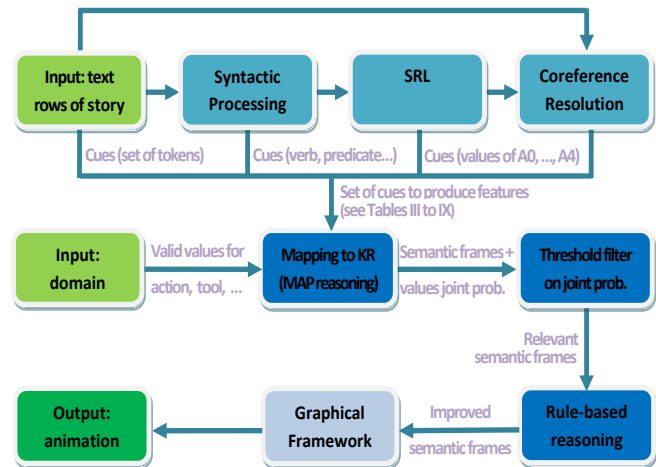 Input: text
rows of story
Syntactic
Processing
SRL
Coreference
Resolution
Cues (set of tokens)
Cues (verb, predicate...)
Cues (values of A0, ..., A4)
Set of cues to produce features
(see Tables III to IX)
Input:
domain
Valid values for
action, tool, ...
Mapping to KR
(MAP reasoning)
Semantic frames +
values joint prob.
Threshold filter
on joint prob.
Relevant
semantic frames
Output:
animation
Graphical
Framework
Improved
semantic frames
Rule-based
reasoning